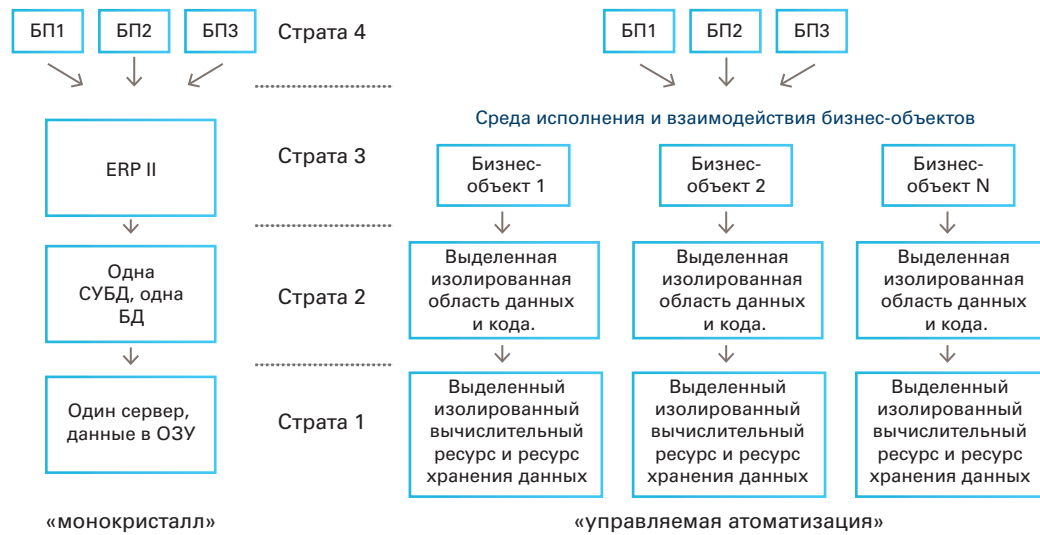 БП1
БП2
БП3
Страта 4
БП1
БП2
БП3
Среда исполнения и взаимодействия бизнес-объектов
ERP II
Страта 3
Бизнес-
объект 1
Бизнес-
объект 2
Бизнес-
объект N
Одна
СУБД, одна
БД
Страта 2
Выделенная
изолированная
область данных
и кода.
Выделенная
изолированная
область данных
и кода.
Выделенная
изолированная
область данных
и кода.
Один сервер,
данные в ОЗУ
Страта 1
Выделенный
изолированный
вычислительный
ресурс и ресурс
хранения данных
Выделенный
изолированный
вычислительный
ресурс и ресурс
хранения данных
Выделенный
изолированный
вычислительный
ресурс и ресурс
хранения данных
«монокристалл»
«управляемая атоматизация»